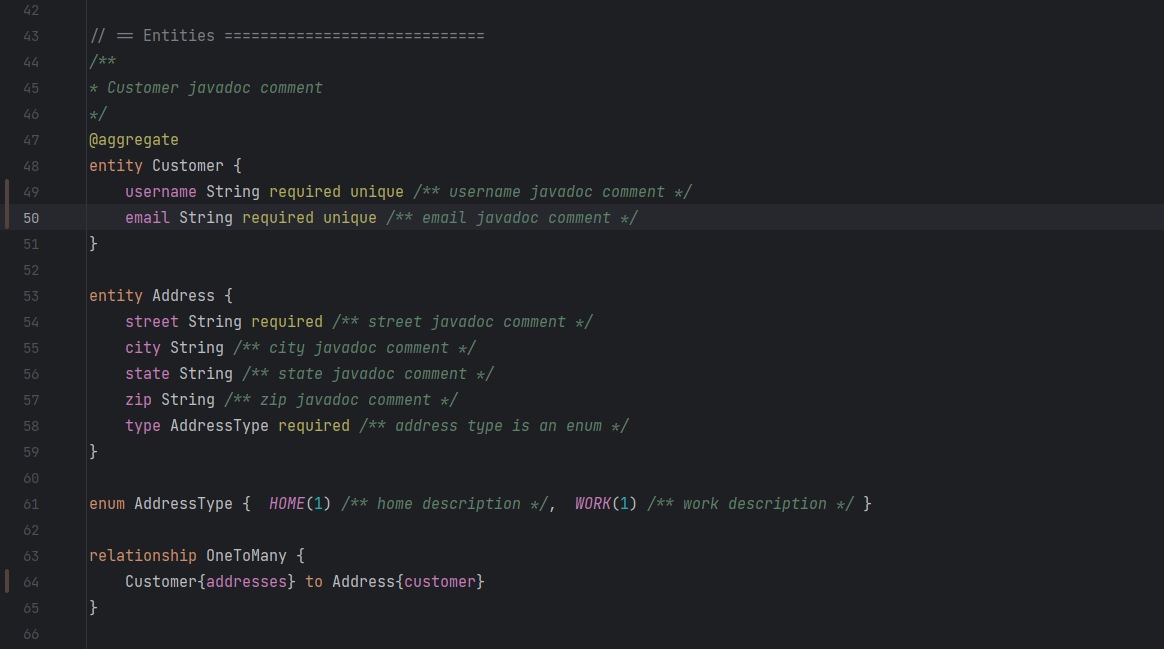 42
43 // == Entities =============================
44 /**
45 * Customer javadoc comment
46 */
47 @aggregate
48 entity Customer {
49     username String required unique /** username javadoc comment */
50     email String required unique /** email javadoc comment */
51 }
52
53 entity Address {
54     street String required /** street javadoc comment */
55     city String /** city javadoc comment */
56     state String /** state javadoc comment */
57     zip String /** zip javadoc comment */
58     type AddressType required /** address type is an enum */
59 }
60
61 enum AddressType {  HOME(1) /** home description */,  WORK(1) /** work description */ }
62
63 relationship OneToMany {
64     Customer{addresses} to Address{customer}
65 }
66